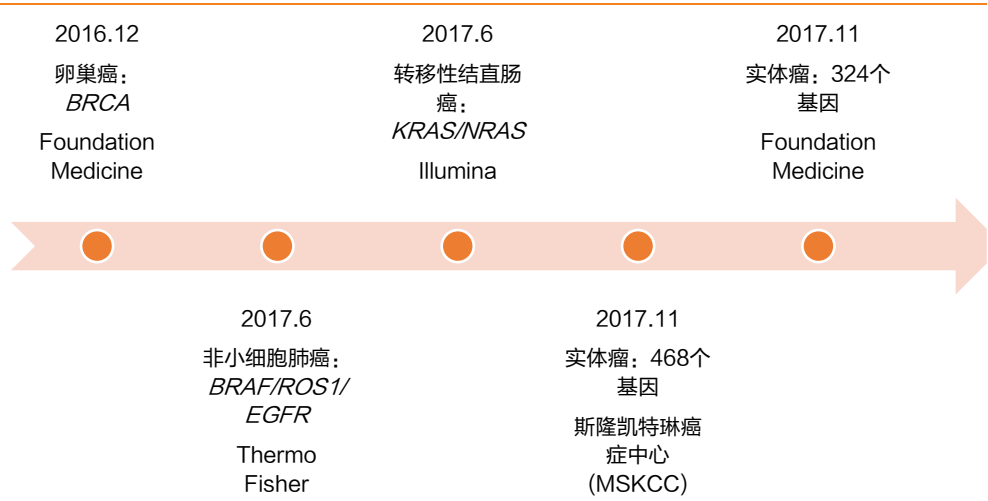 2016.12
卵巢癌：
BRCA
Foundation
Medicine
2017.6
非小细胞肺癌：
BRAF/ROS1/
EGFR
Thermo
Fisher
2017.6
转移性结直肠
癌：
KRAS/NRAS
Illumina
2017.11
实体瘤：468个
基因
斯隆凯特琳癌
症中心
(MSKCC)
2017.11
实体瘤：324个
基因
Foundation
Medicine